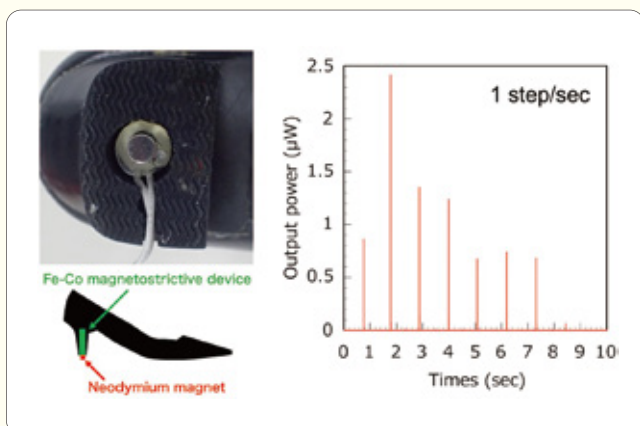 Fe-Co magnetostrictive device
Neodymium magnet
1 step/sec
Output power (μW)
2.5
2
1.5
1
0.5
0
0 1 2 3 4 5 6 7 8 9 10
Times (sec)